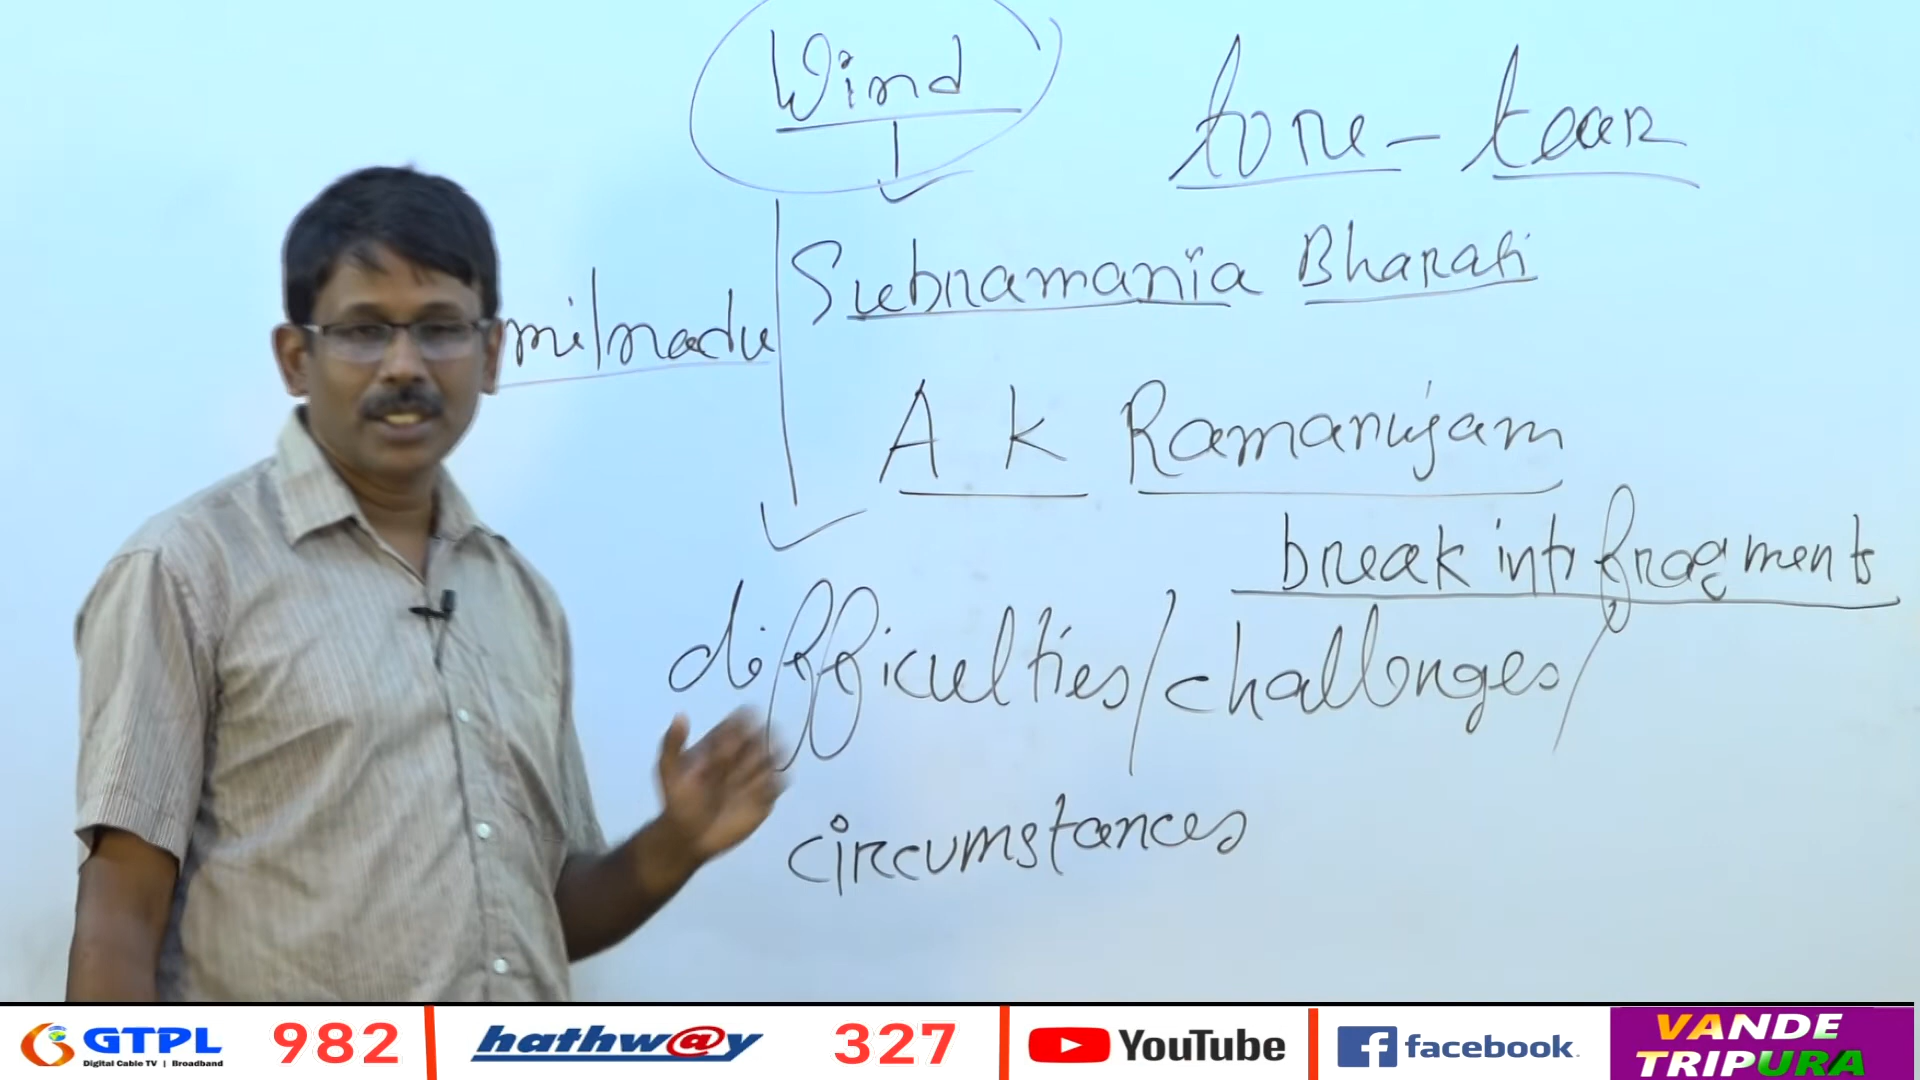 Wind
tore - tear
Subramania Bharati
milnadu
A K Ramanujam
break into fragments
difficulties/challenges/
circumstances
GTPL
Digital Cable TV | Broadband
982
hathw@y
327
YouTube
facebook.
VANDE
TRIPURA